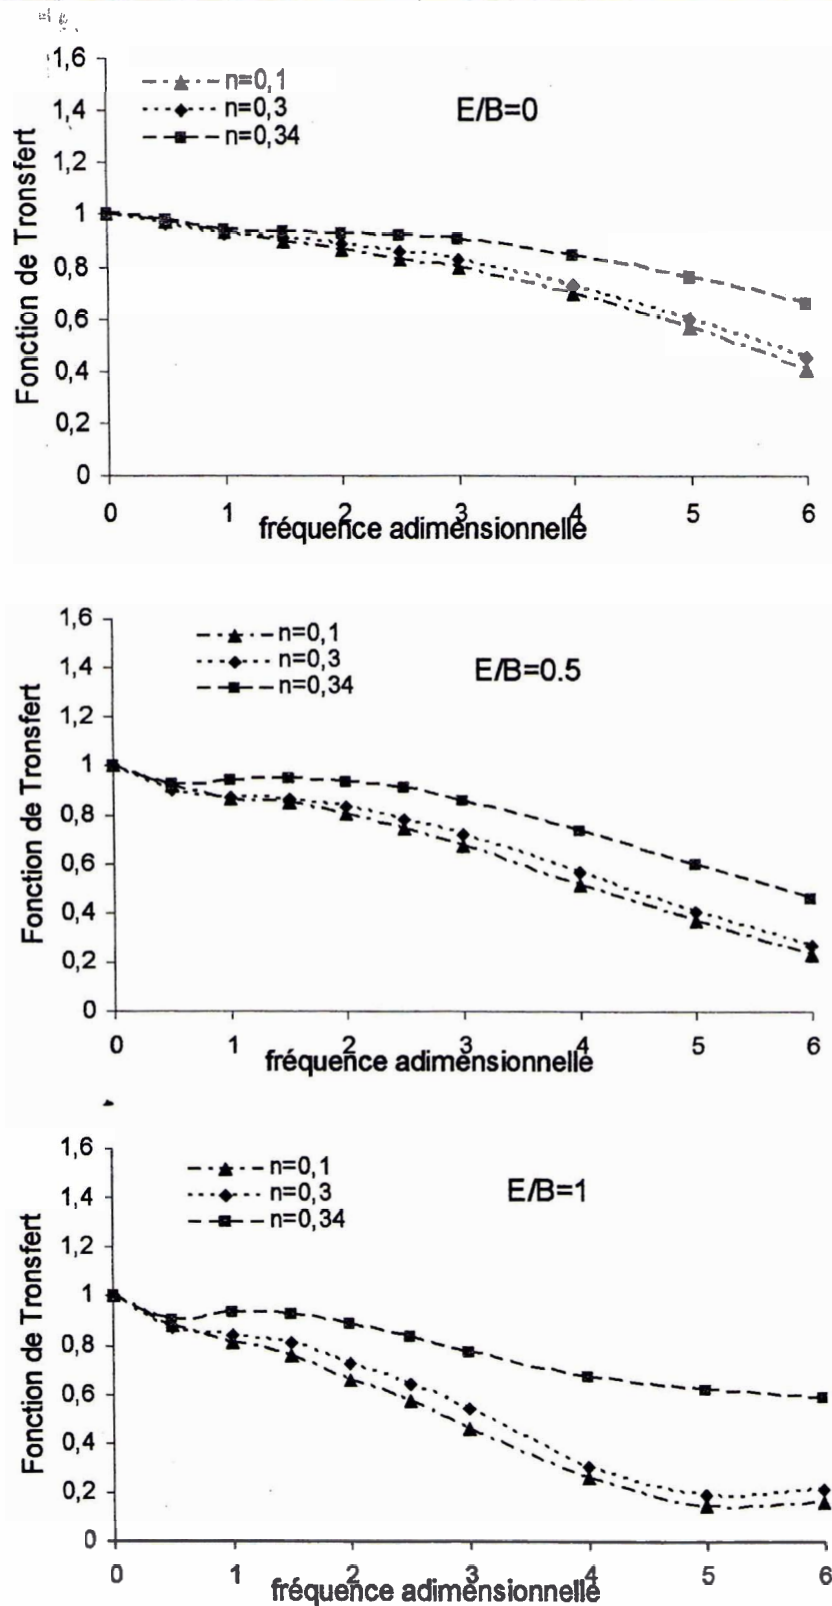 1,6
n=0,1
1,4
n=0,3
E/B=0
n=0,34
1,2
1
0,8
0,6
0,4
0,2
0
Fonction de Tronsfert
0 1 2 3 4 5 6
fréquence adimensionnelle
1,6
n=0,1
n=0,3
E/B=0.5
1,4
n=0,34
1,2
1
0,8
0,6
0,4
0,2
0
Fonction de Tronsfert
0 1 2 3 4 5 6
fréquence adimensionnelle
1,6
n=0,1
n=0,3
E/B=1
1,4
n=0,34
1,2
1
0,8
0,6
0,4
0,2
0
Fonction de Tronsfert
0 1 2 3 4 5 6
fréquence adimensionnelle